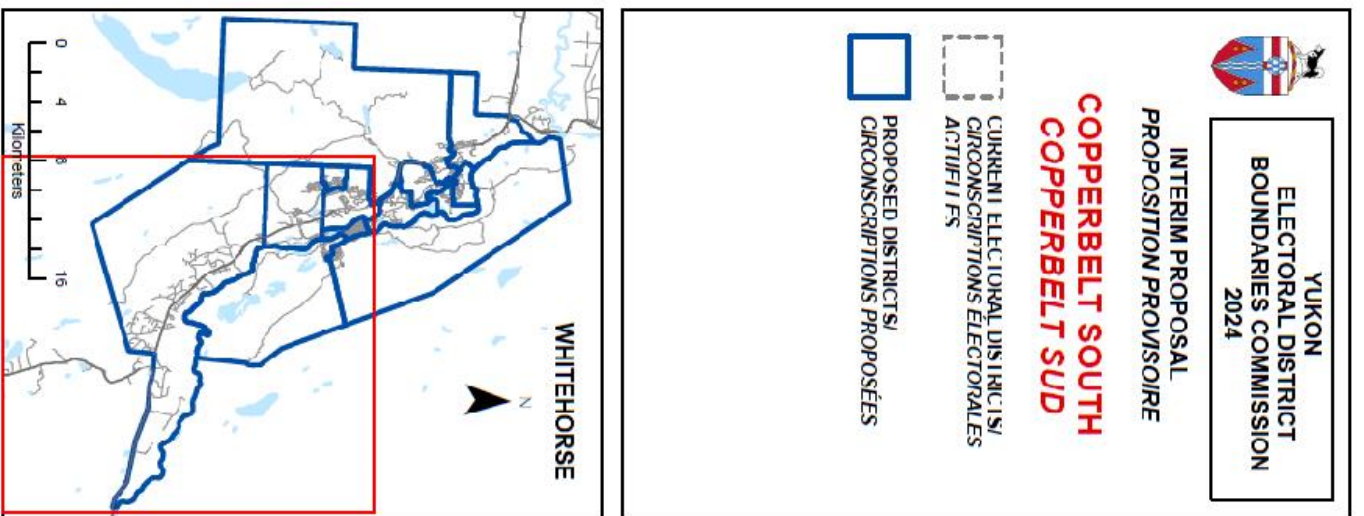 YUKON
ELECTORAL DISTRICT
BOUNDARIES COMMISSION
2024
INTERIM PROPOSAL
PROPOSITION PROVISOIRE
COPPERBELT SOUTH
COPPERBELT SUD
CURRENT ELECTORAL DISTRICTS/
CIRCONSCRIPTIONS ÉLECTORALES
ACTUELLES
PROPOSED DISTRICTS/
CIRCONSCRIPTIONS PROPOSÉES
WHITEHORSE
N
0 4 8 16
Kilometers